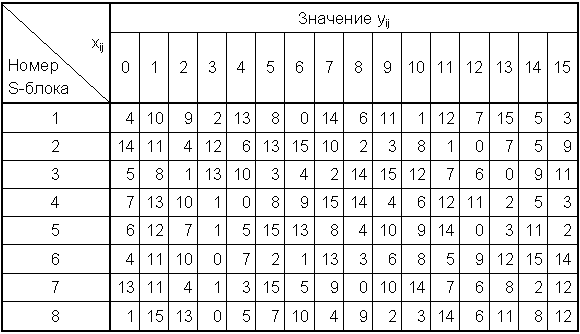 Значение yij
xij
Номер
S-блока
0 1 2 3 4 5 6 7 8 9 10 11 12 13 14 15
1 4 10 9 2 13 8 0 14 6 11 1 12 7 15 5 3
2 14 11 4 12 6 13 15 10 2 3 8 1 0 7 5 9
3 5 8 1 13 10 3 4 2 14 15 12 7 6 0 9 11
4 7 13 10 1 0 8 9 15 14 4 6 12 11 2 5 3
5 6 12 7 1 5 15 13 8 4 10 9 14 0 3 11 2
6 4 11 10 0 7 2 1 13 3 6 8 5 9 12 15 14
7 13 11 4 1 3 15 5 9 0 10 14 7 6 8 2 12
8 1 15 13 0 5 7 10 4 9 2 3 14 6 11 8 12